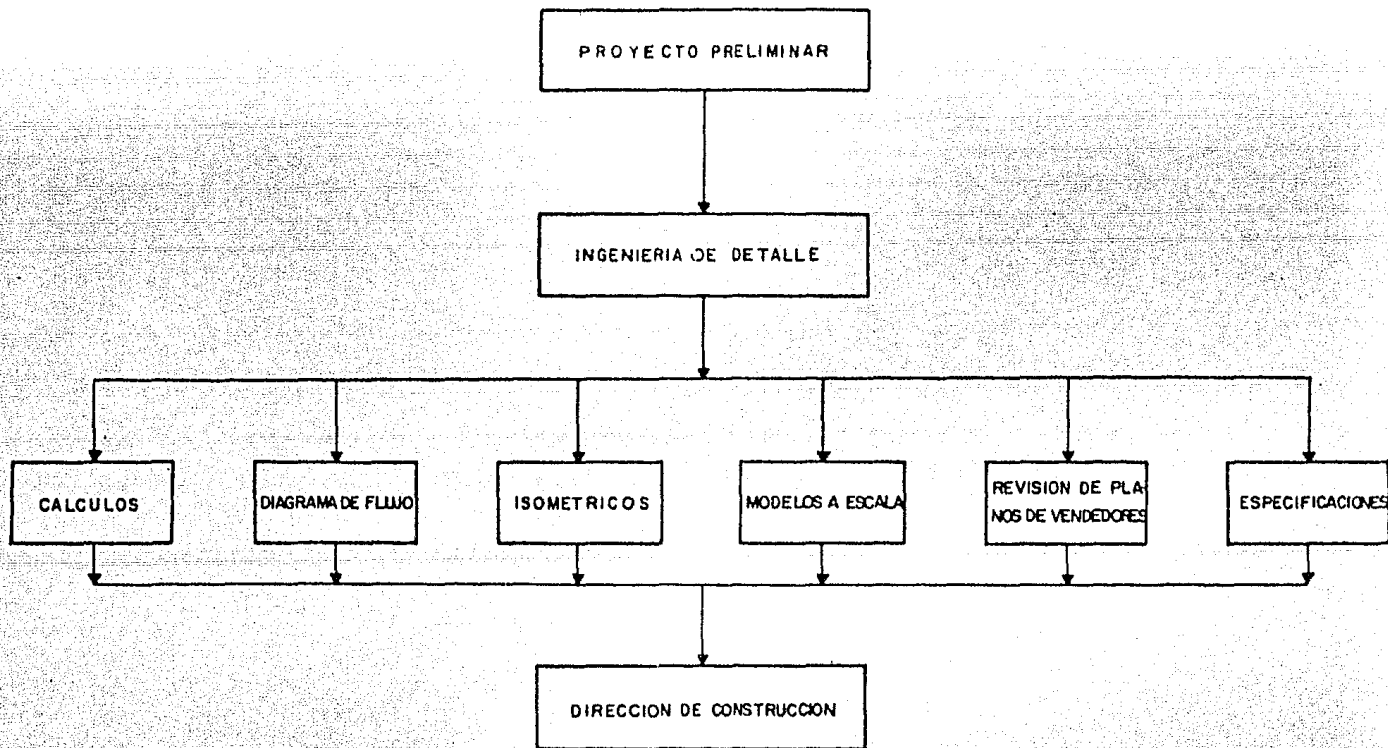 PROYECTO PRELIMINAR
INGENIERIA DE DETALLE
CALCULOS
DIAGRAMA DE FLUJO
ISOMETRICOS
MODELOS A ESCALA
REVISION DE PLA-
NOS DE VENDEDORES
ESPECIFICACIONES
DIRECCION DE CONSTRUCCION